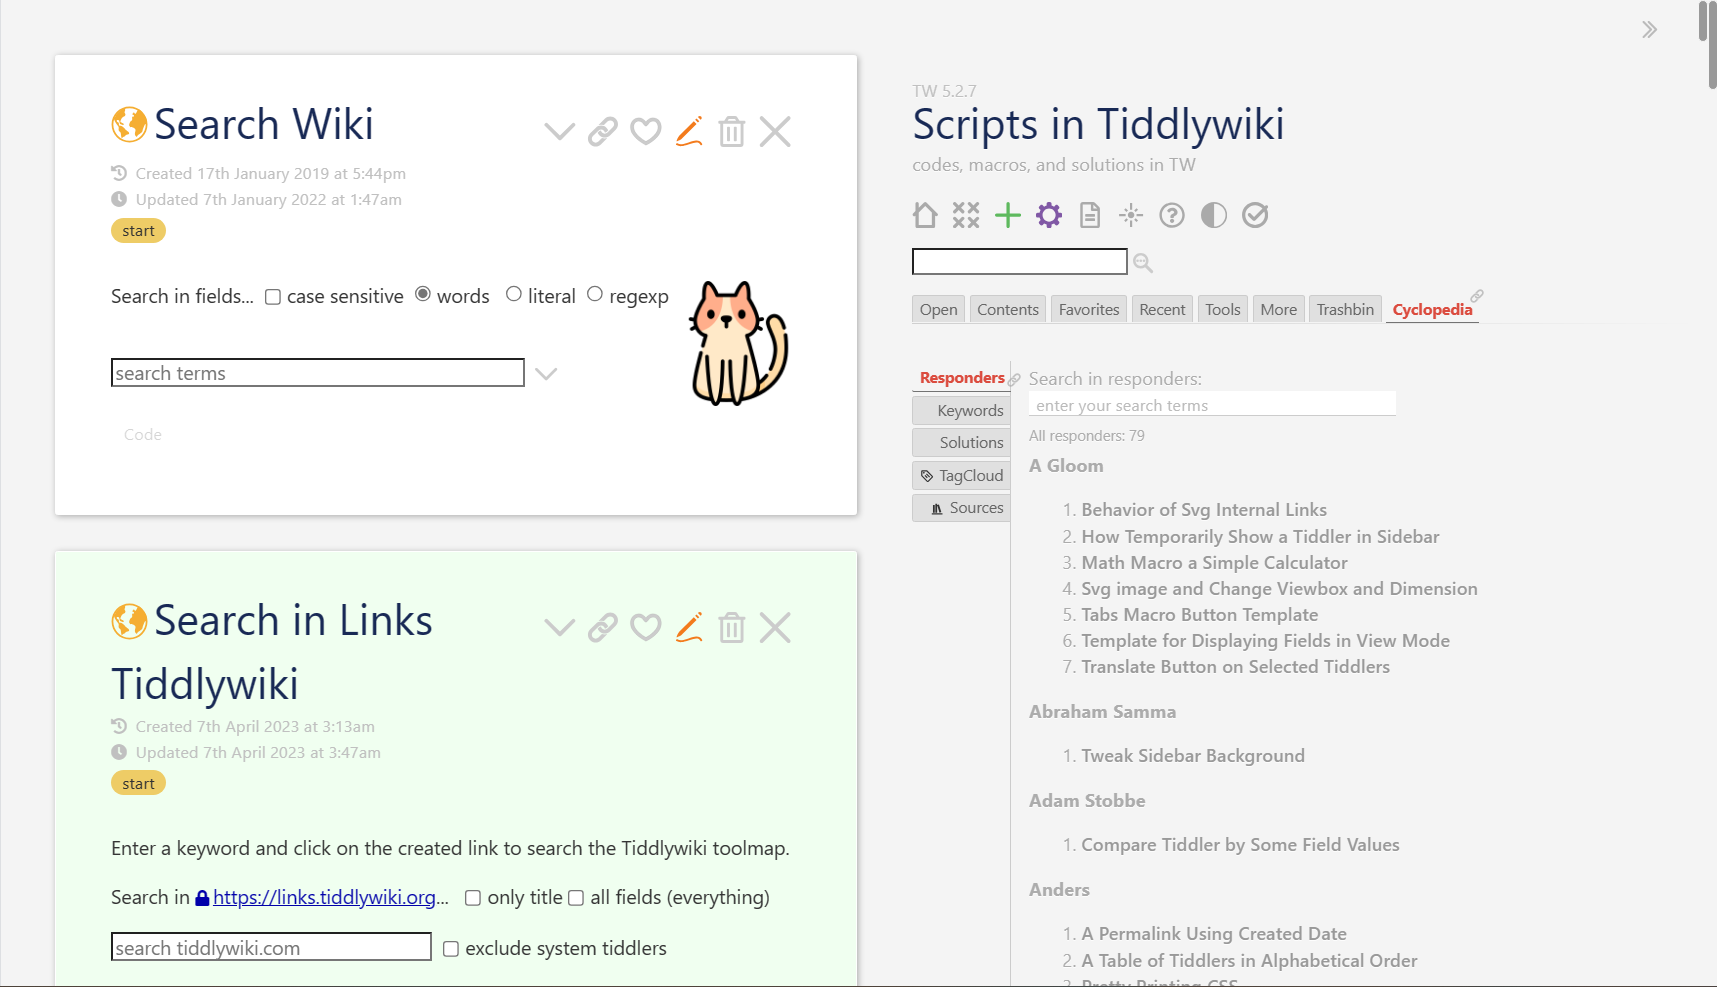 Search Wiki
Created 17th January 2019 at 5:44pm
Updated 7th January 2022 at 1:47am
start
Search in fields... case sensitive words literal regexp
search terms
Code
Search in Links
Tiddlywiki
Created 7th April 2023 at 3:13am
Updated 7th April 2023 at 3:47am
start
Enter a keyword and click on the created link to search the Tiddlywiki toolmap.
Search in https://links.tiddlywiki.org... only title all fields (everything)
search tiddlywiki.com exclude system tiddlers
TW 5.2.7
Scripts in Tiddlywiki
codes, macros, and solutions in TW
Open Contents Favorites Recent Tools More Trashbin Cyclopedia
Responders
Keywords
Solutions
TagCloud
Sources
Search in responders:
enter your search terms
All responders: 79
A Gloom
1. Behavior of Svg Internal Links
2. How Temporarily Show a Tiddler in Sidebar
3. Math Macro a Simple Calculator
4. Svg image and Change Viewbox and Dimension
5. Tabs Macro Button Template
6. Template for Displaying Fields in View Mode
7. Translate Button on Selected Tiddlers
Abraham Samma
1. Tweak Sidebar Background
Adam Stobbe
1. Compare Tiddler by Some Field Values
Anders
1. A Permalink Using Created Date
2. A Table of Tiddlers in Alphabetical Order
3. Pretty Printing CSS